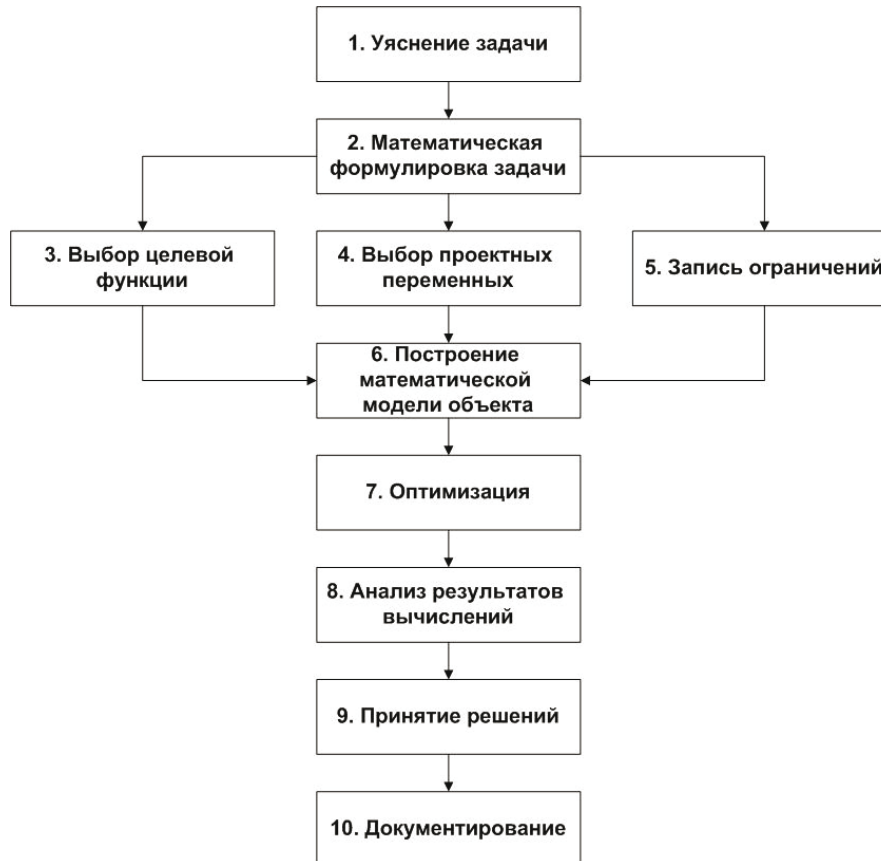 1. Уяснение задачи
2. Математическая
формулировка задачи
3. Выбор целевой
функции
4. Выбор проектных
переменных
5. Запись ограничений
6. Построение
математической
модели объекта
7. Оптимизация
8. Анализ результатов
вычислений
9. Принятие решений
10. Документирование